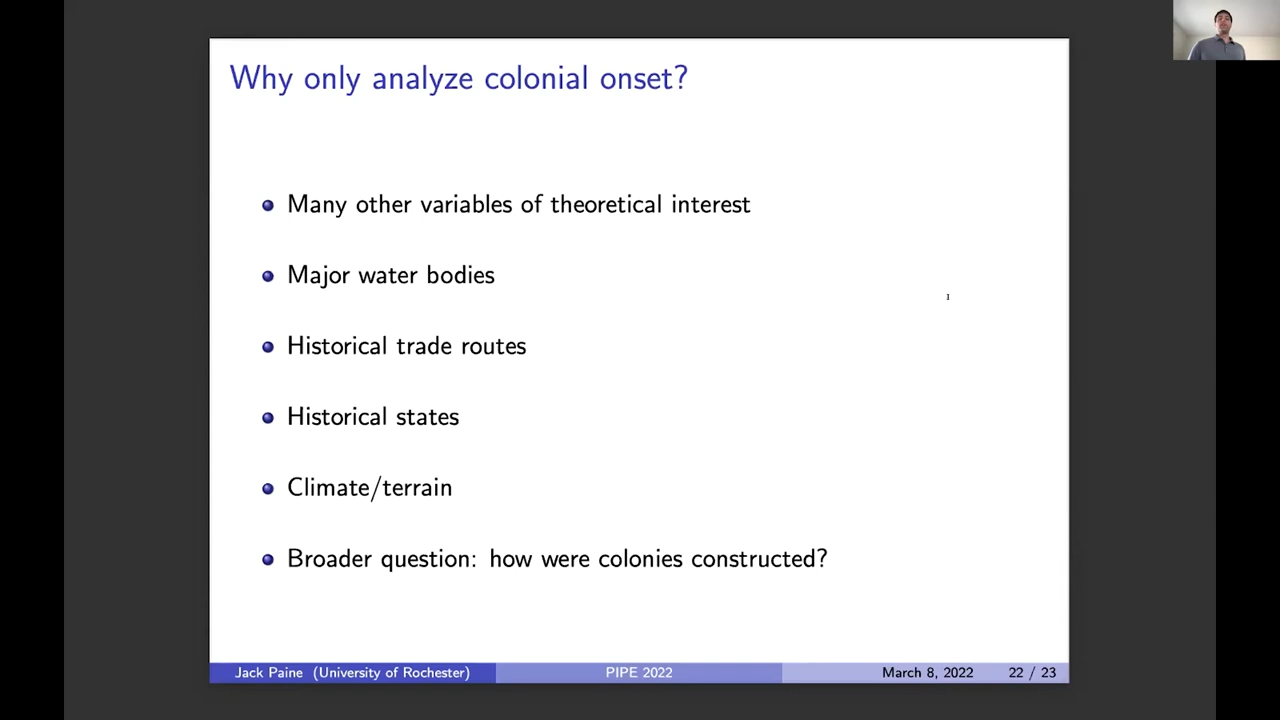 Why only analyze colonial onset?
Many other variables of theoretical interest
Major water bodies
Historical trade routes
Historical states
Climate/terrain
Broader question: how were colonies constructed?
Jack Paine (University of Rochester) PIPE 2022 March 8, 2022 22 / 23